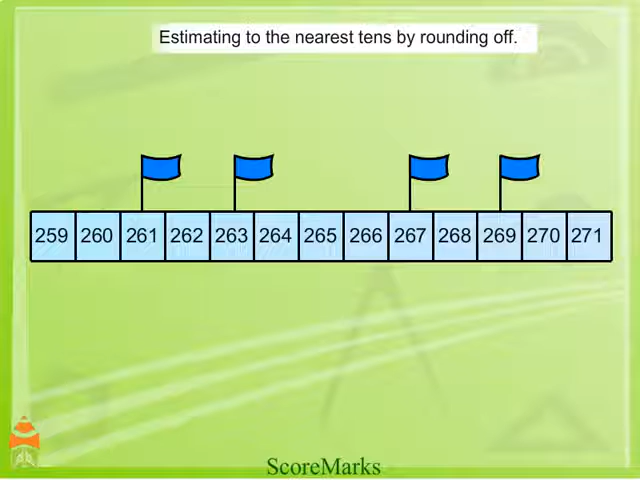 Estimating to the nearest tens by rounding off.
259 260 261 262 263 264 265 266 267 268 269 270 271
ScoreMarks